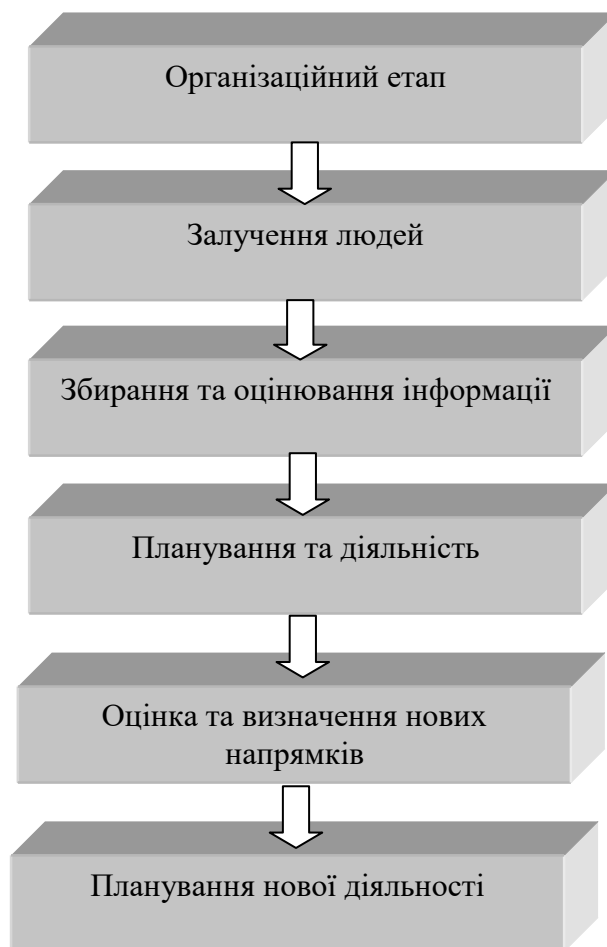 Організаційний етап
Залучення людей
Збирання та оцінювання інформації
Планування та діяльність
Оцінка та визначення нових
напрямків
Планування нової діяльності